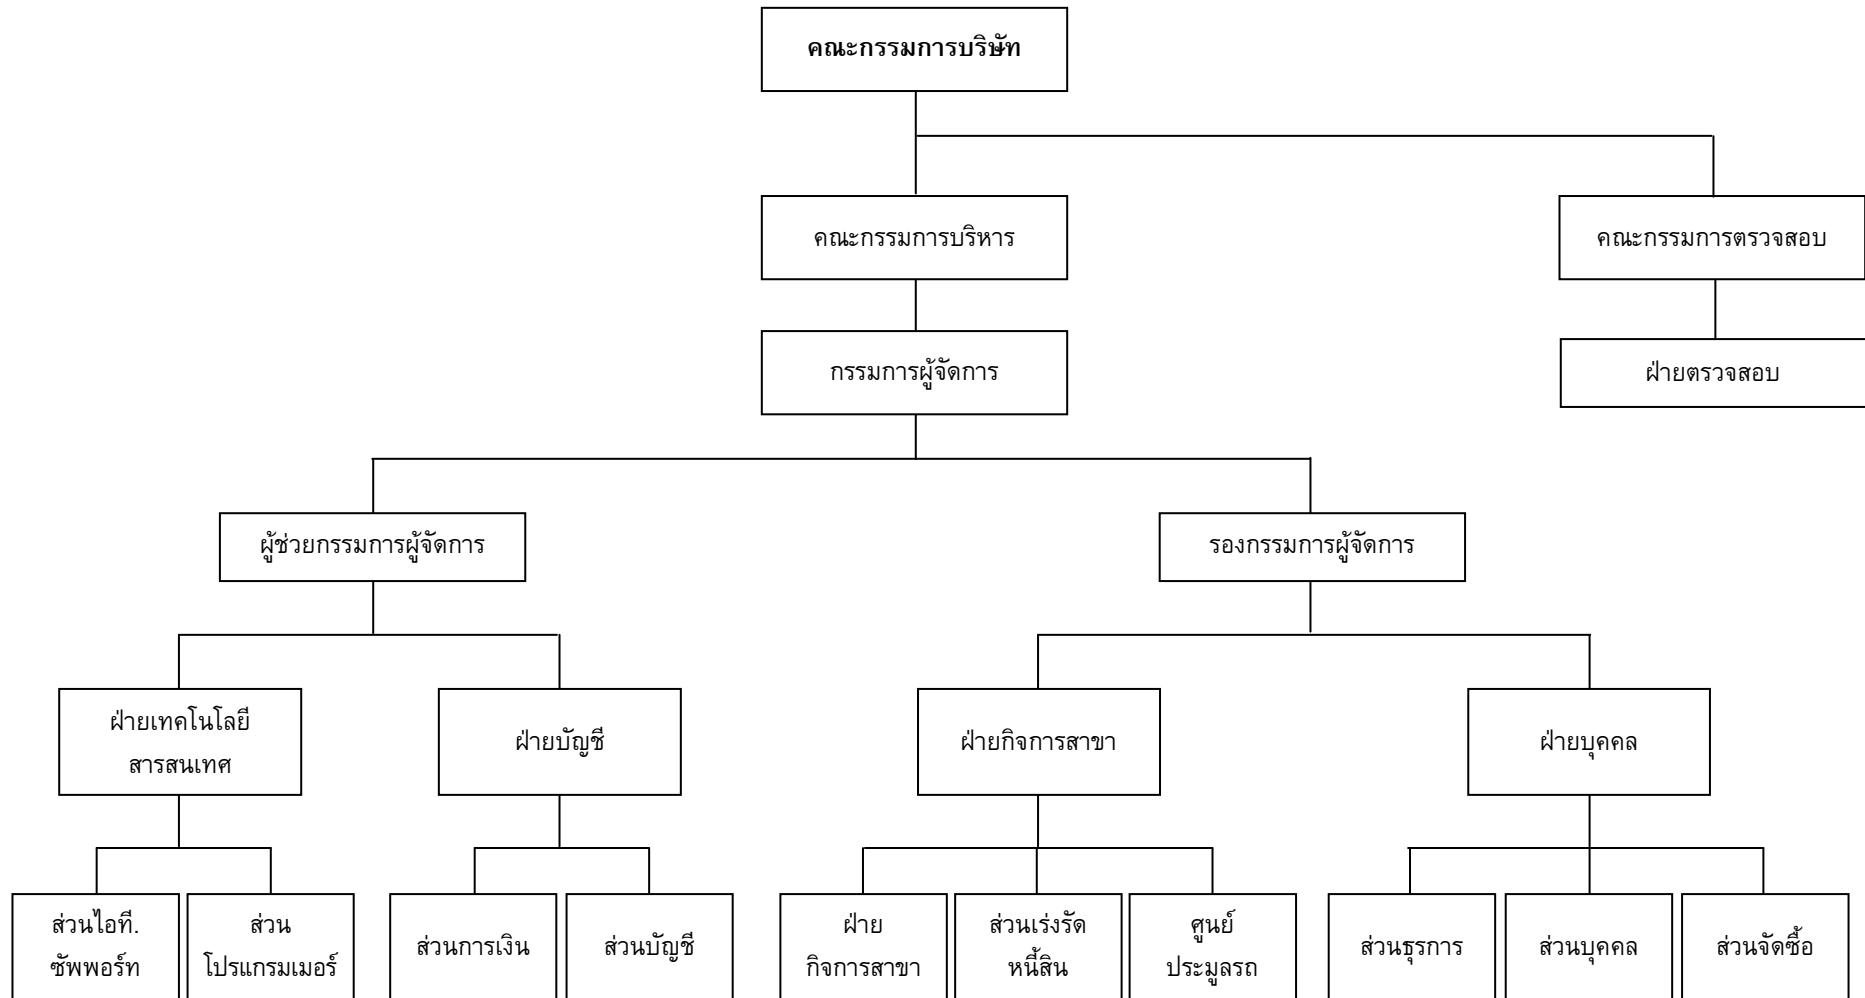 คณะกรรมการบริษัท
คณะกรรมการบริหาร
คณะกรรมการตรวจสอบ
กรรมการผู้จัดการ
ฝ่ายตรวจสอบ
ผู้ช่วยกรรมการผู้จัดการ
รองกรรมการผู้จัดการ
ฝ่ายเทคโนโลยี
สารสนเทศ
ฝ่ายบัญชี
ฝ่ายกิจการสาขา
ฝ่ายบุคคล
ส่วนไอที.
ซัพพอร์ท
ส่วน
โปรแกรมเมอร์
ส่วนการเงิน
ส่วนบัญชี
ฝ่าย
กิจการสาขา
ส่วนเร่งรัด
หนี้สิน
ศูนย์
ประมูลรถ
ส่วนธุรการ
ส่วนบุคคล
ส่วนจัดซื้อ